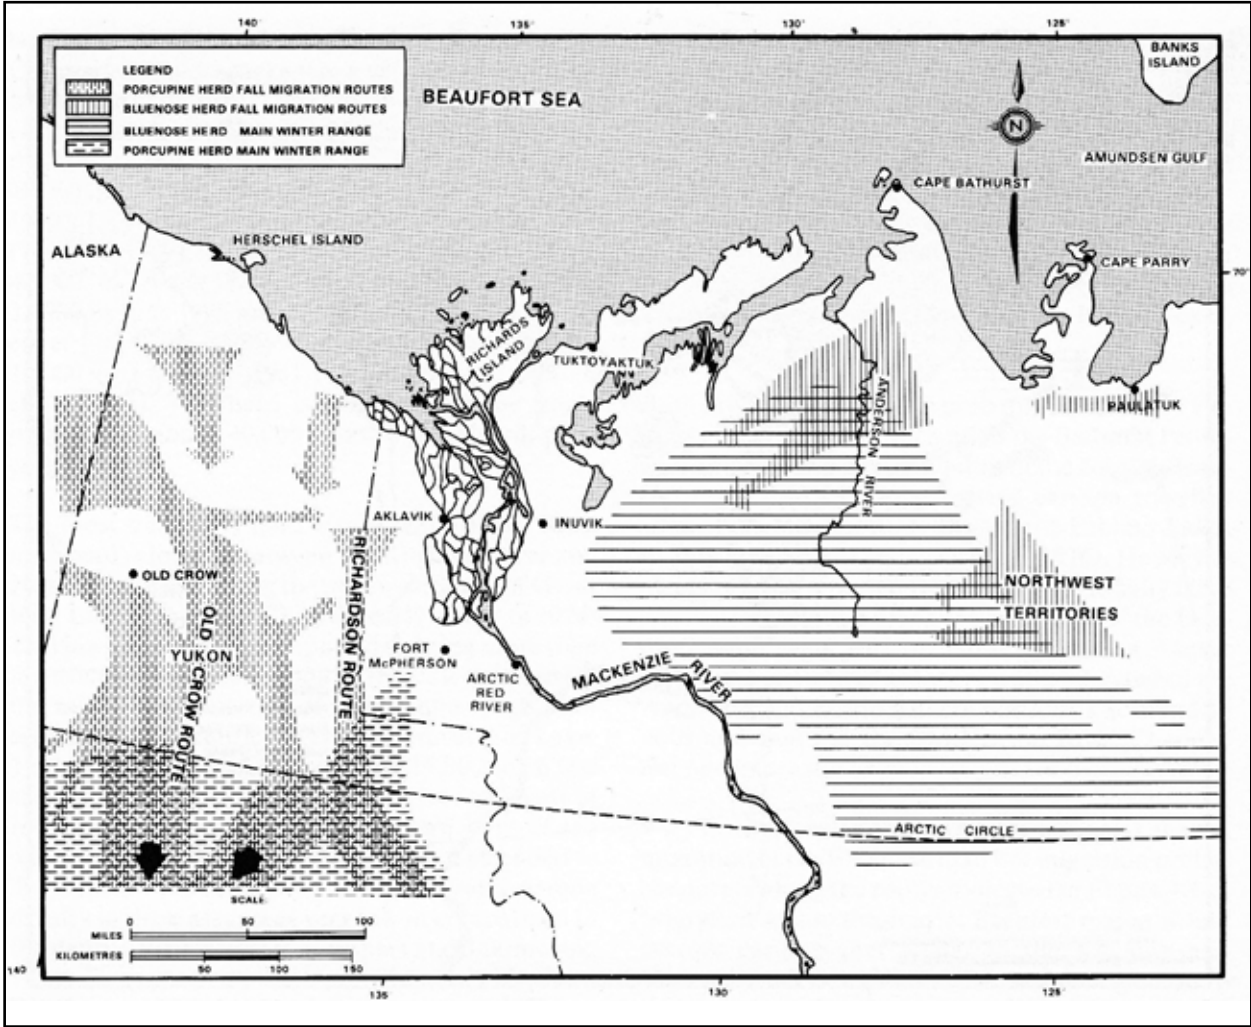 140°
135°
130°
125°
LEGEND
PORCUPINE HERD FALL MIGRATION ROUTES
BLUENOSE HERD FALL MIGRATION ROUTES
BLUENOSE HERD MAIN WINTER RANGE
PORCUPINE HERD MAIN WINTER RANGE
BANKS
ISLAND
BEAUFORT SEA
N
AMUNDSEN GULF
CAPE BATHURST
HERSCHEL ISLAND
ALASKA
CAPE PARRY
70°
RICHARDS
ISLAND
TUKTOYAKTUK
PAULATUK
ANDERSON RIVER
AKLAVIK
INUVIK
OLD CROW
NORTHWEST
TERRITORIES
OLD CROW ROUTE
YUKON
RICHARDSON ROUTE
FORT
McPHERSON
ARCTIC
RED
RIVER
MACKENZIE RIVER
ARCTIC CIRCLE
SCALE
0 50 100
MILES
KILOMETRES
50 100 150
140
135
130
125